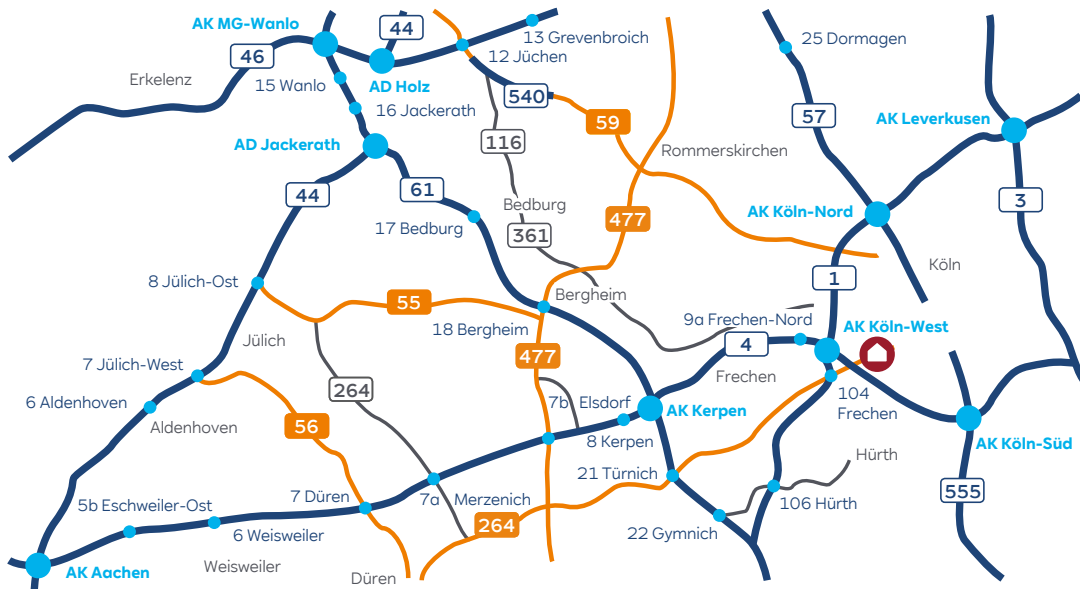 AK MG-Wanlo
44
13 Grevenbroich
12 Jüchen
25 Dormagen
46
Erkelenz
15 Wanlo
AD Holz
540
16 Jackerath
59
57
AK Leverkusen
AD Jackerath
116
Rommerskirchen
44
61
3
Bedburg
477
AK Köln-Nord
17 Bedburg
361
Köln
8 Jülich-Ost
1
55
Bergheim
18 Bergheim
9a Frechen-Nord
AK Köln-West
Jülich
477
4
7 Jülich-West
264
Frechen
104
Frechen
6 Aldenhoven
7b
Elsdorf
AK Kerpen
Aldenhoven
56
8 Kerpen
AK Köln-Süd
Hürth
21 Türnich
7 Düren
7a
Merzenich
555
5b Eschweiler-Ost
106 Hürth
264
22 Gymnich
6 Weisweiler
Weisweiler
AK Aachen
Düren